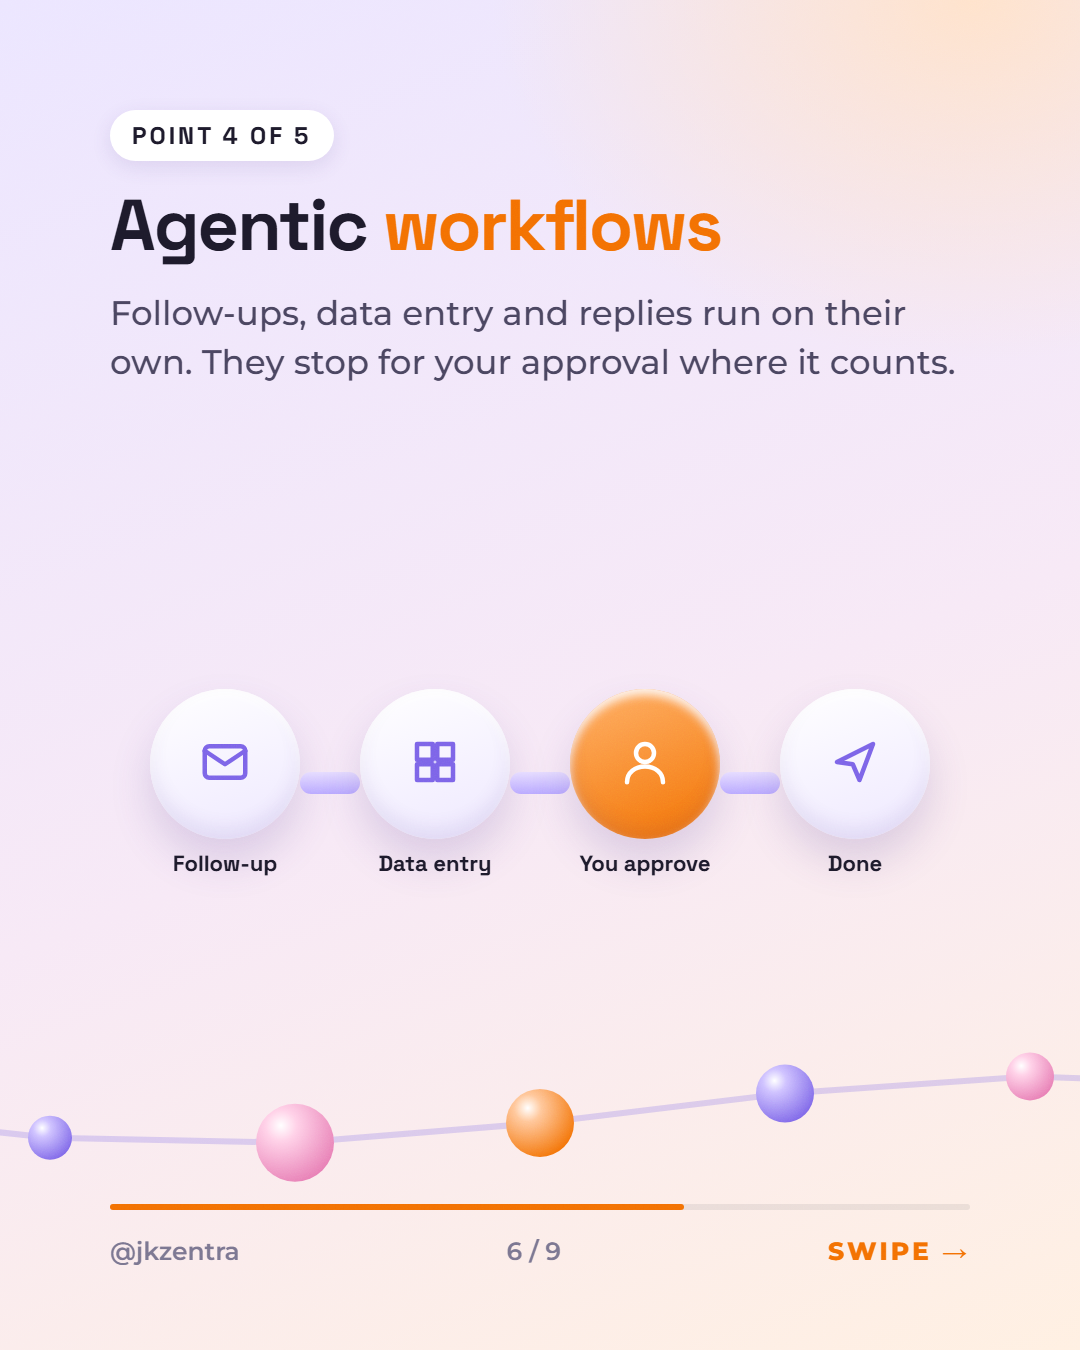 POINT 4 OF 5
Agentic workflows
Follow-ups, data entry and replies run on their
own. They stop for your approval where it counts.
Follow-up
Data entry
You approve
Done
@jkzentra
6 / 9
SWIPE →